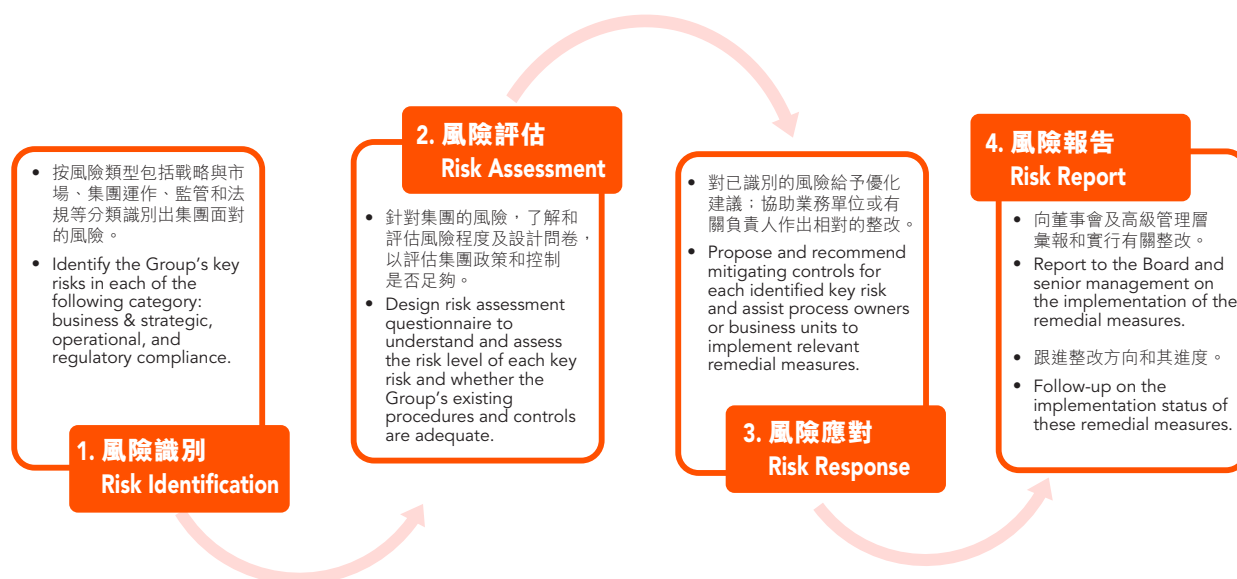 • 按風險類型包括戰略與市
場、集團運作、監管和法
規等分類識別出集團面對
的風險。
• Identify the Group’s key
risks in each of the
following category:
business & strategic,
operational, and
regulatory compliance.
1. 風險識別
Risk Identification
2. 風險評估
Risk Assessment
• 針對集團的風險，了解和
評估風險程度及設計問卷，
以評估集團政策和控制
是否足夠。
• Design risk assessment
questionnaire to
understand and assess
the risk level of each key
risk and whether the
Group’s existing
procedures and controls
are adequate.
• 對已識別的風險給予優化
建議；協助業務單位或有
關負責人作出相對的整改。
• Propose and recommend
mitigating controls for
each identified key risk
and assist process owners
or business units to
implement relevant
remedial measures.
3. 風險應對
Risk Response
4. 風險報告
Risk Report
• 向董事會及高級管理層
彙報和實行有關整改。
• Report to the Board and
senior management on
the implementation of the
remedial measures.
• 跟進整改方向和其進度。
• Follow-up on the
implementation status of
these remedial measures.